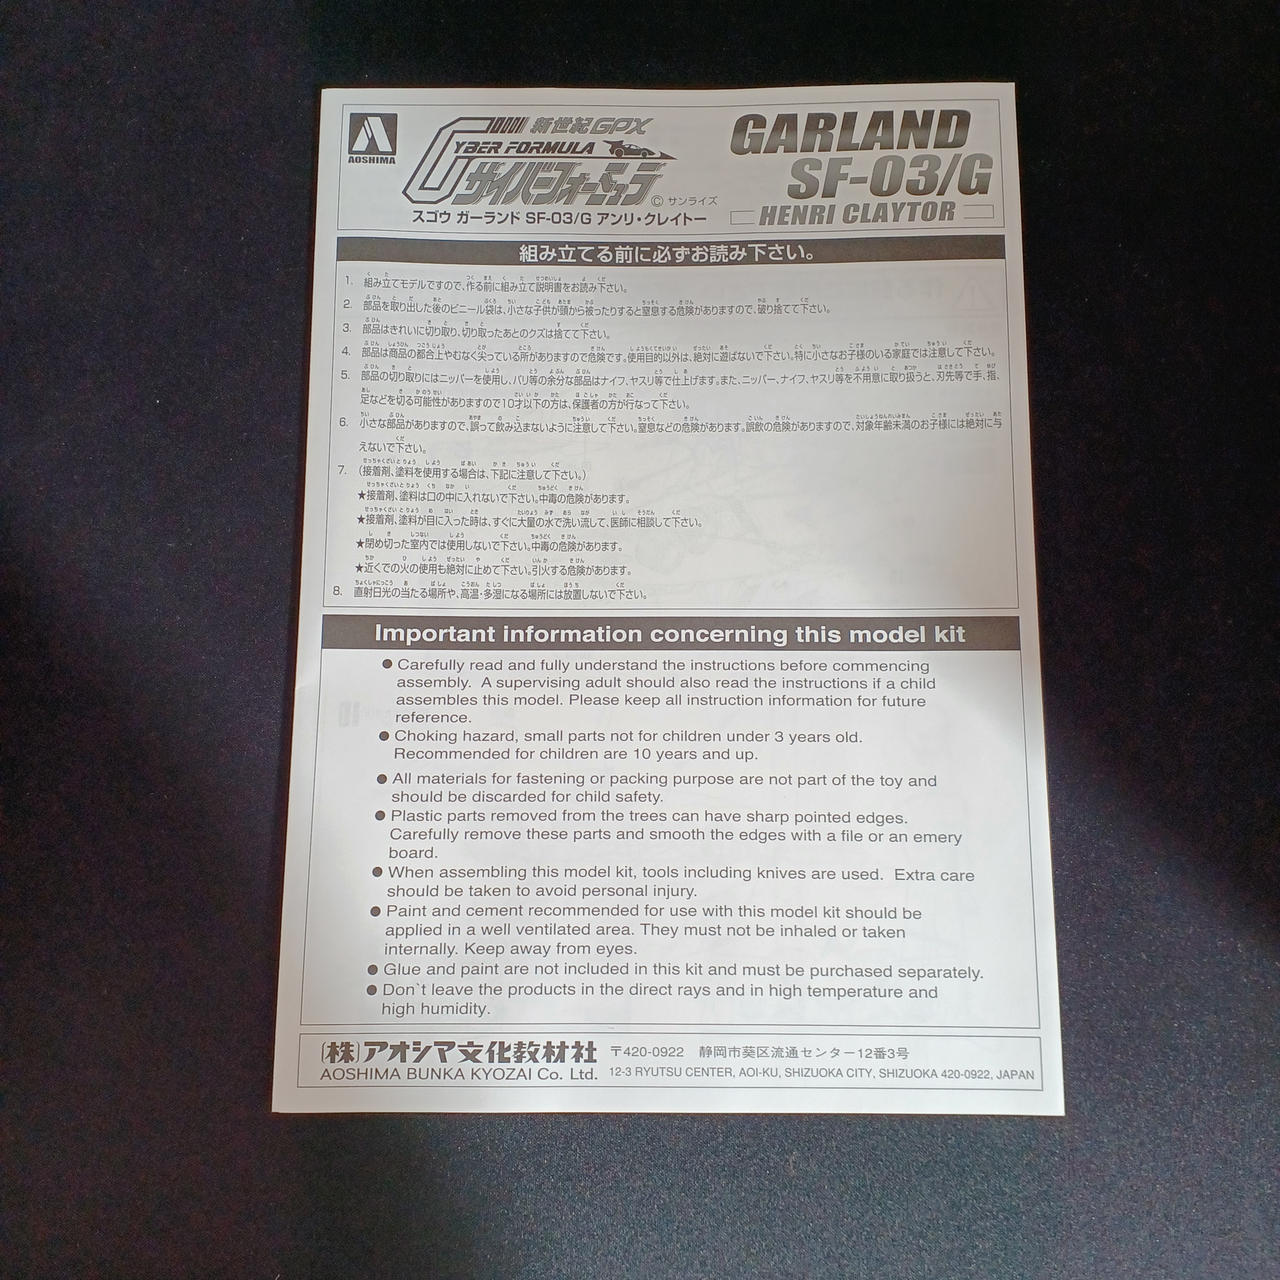 AOSHIMA
新世紀GPX
CYBER FORMULA
サイバーフォーミュラ
© サンライズ
スゴウ ガーランド SF-03/G アンリ・クレイトー
GARLAND
SF-03/G
HENRI CLAYTOR
組み立てる前に必ずお読み下さい。
1. 組み立てモデルですので、作る前に組み立て説明書をお読み下さい。
2. 部品を取り出した後のビニール袋は、小さな子供が頭から被ったりすると窒息する危険がありますので、破り捨てて下さい。
3. 部品はきれいに切り取り、切り取ったあとのクズは捨てて下さい。
4. 部品は商品の都合上やむなく尖っている所がありますので危険です。使用目的以外は、絶対に遊ばないで下さい。特に小さなお子様のいる家庭では注意して下さい。
5. 部品の切り取りにはニッパーを使用し、バリ等の余分な部品はナイフ、ヤスリ等で仕上げます。また、ニッパー、ナイフ、ヤスリ等を不用意に取り扱うと、刃先等で手、指、
足などを切る可能性がありますので10才以下の方は、保護者の方が行なって下さい。
6. 小さな部品がありますので、誤って飲み込まないように注意して下さい。窒息などの危険があります。誤飲の危険がありますので、対象年齢未満のお子様には絶対に与
えないで下さい。
7. (接着剤、塗料を使用する場合は、下記に注意して下さい。)
★接着剤、塗料は口の中に入れないで下さい。中毒の危険があります。
★接着剤、塗料が目に入った時は、すぐに大量の水で洗い流して、医師に相談して下さい。
★閉め切った室内では使用しないで下さい。中毒の危険があります。
★近くでの火の使用も絶対に止めて下さい。引火する危険があります。
8. 直射日光の当たる場所や、高温・多湿になる場所には放置しないで下さい。
Important information concerning this model kit
● Carefully read and fully understand the instructions before commencing
assembly. A supervising adult should also read the instructions if a child
assembles this model. Please keep all instruction information for future
reference.
● Choking hazard, small parts not for children under 3 years old.
Recommended for children are 10 years and up.
● All materials for fastening or packing purpose are not part of the toy and
should be discarded for child safety.
● Plastic parts removed from the trees can have sharp pointed edges.
Carefully remove these parts and smooth the edges with a file or an emery
board.
● When assembling this model kit, tools including knives are used. Extra care
should be taken to avoid personal injury.
● Paint and cement recommended for use with this model kit should be
applied in a well ventilated area. They must not be inhaled or taken
internally. Keep away from eyes.
● Glue and paint are not included in this kit and must be purchased separately.
● Don`t leave the products in the direct rays and in high temperature and
high humidity.
(株)アオシマ文化教材社 〒420-0922 静岡市葵区流通センター12番3号
AOSHIMA BUNKA KYOZAI Co. Ltd. 12-3 RYUTSU CENTER, AOI-KU, SHIZUOKA CITY, SHIZUOKA 420-0922, JAPAN